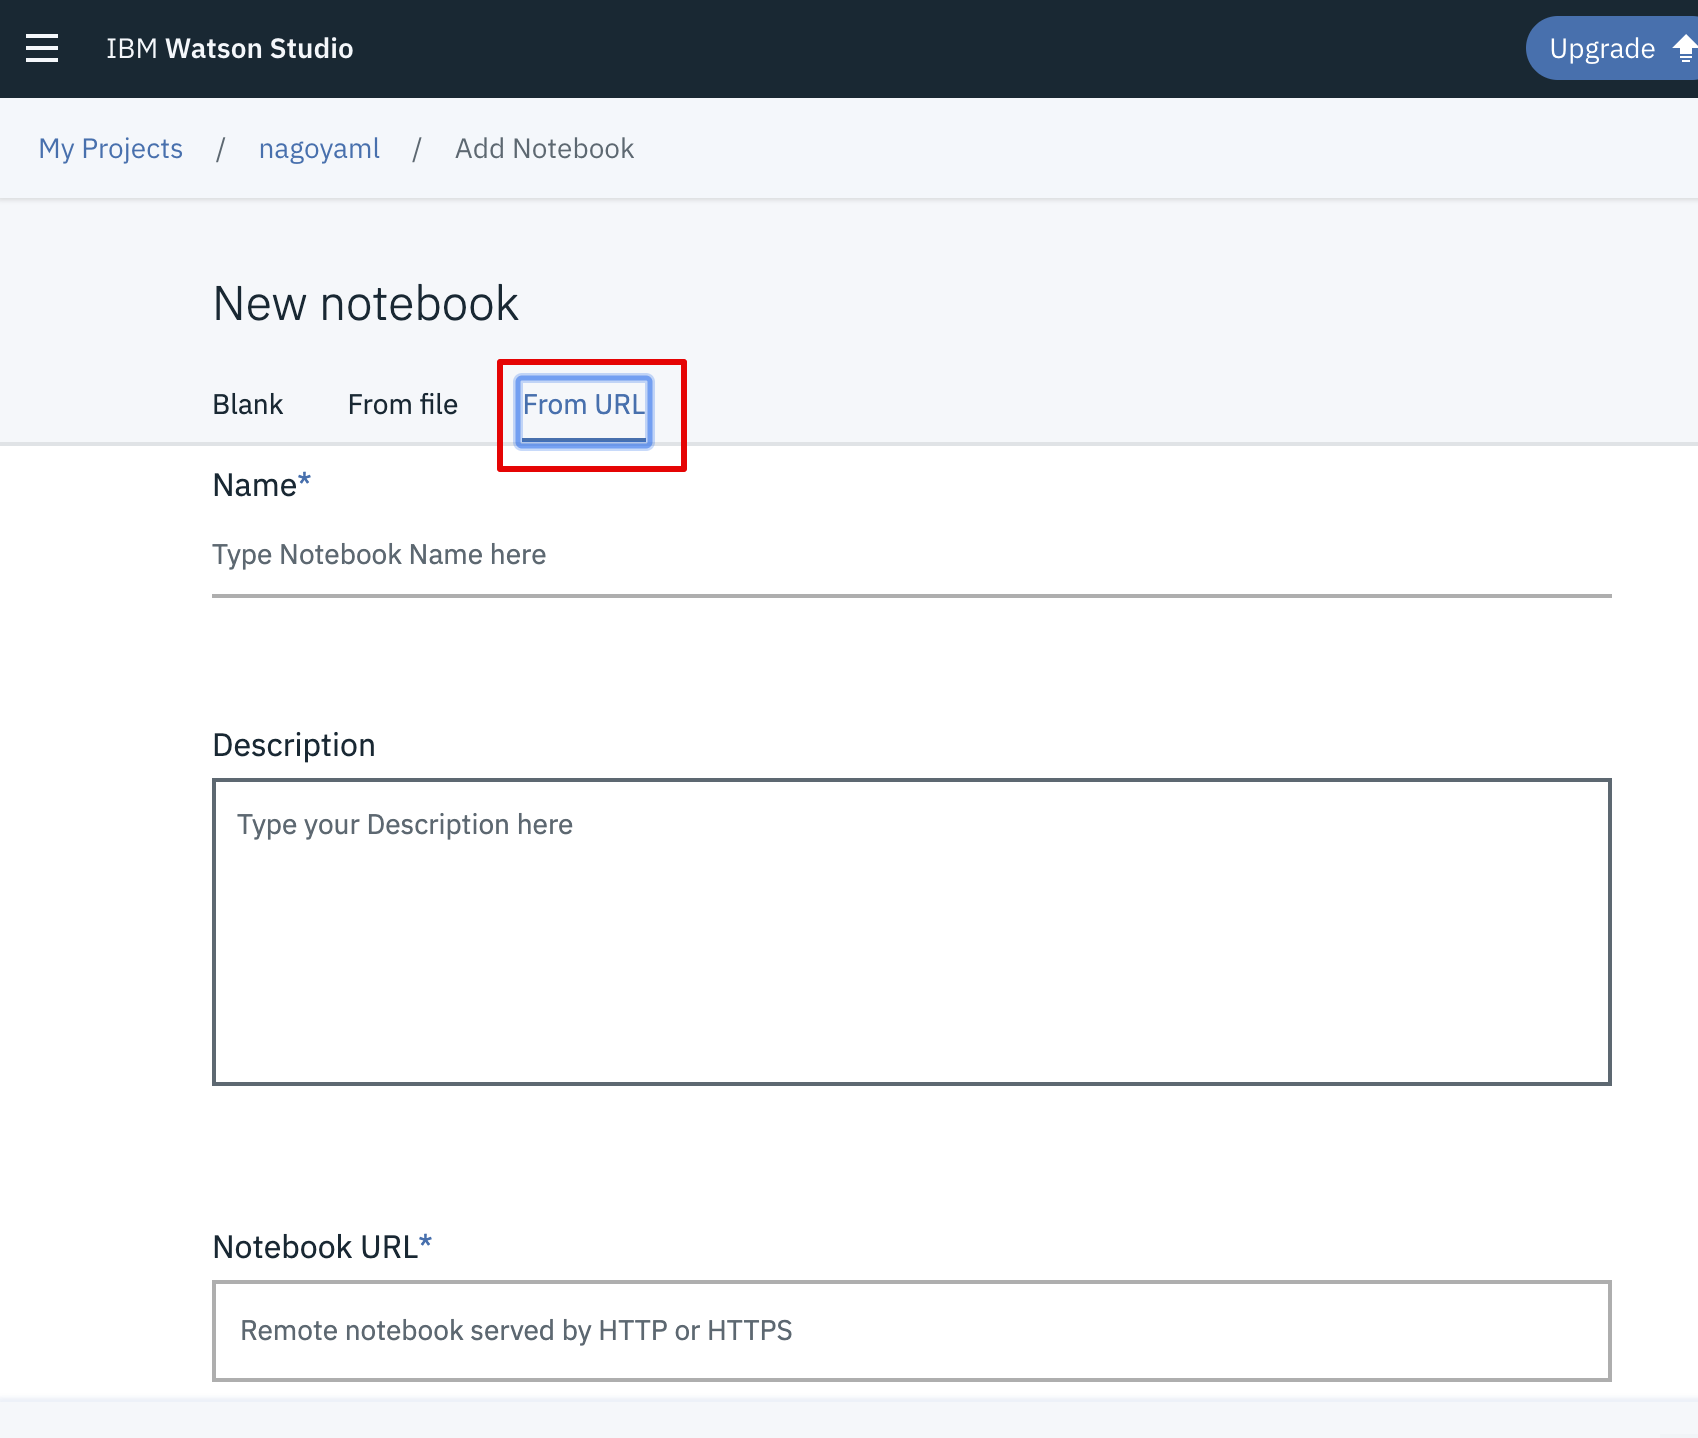 IBM Watson Studio
Upgrade
My Projects / nagoyaml / Add Notebook
New notebook
Blank From file From URL
Name*
Type Notebook Name here
Description
Type your Description here
Notebook URL*
Remote notebook served by HTTP or HTTPS